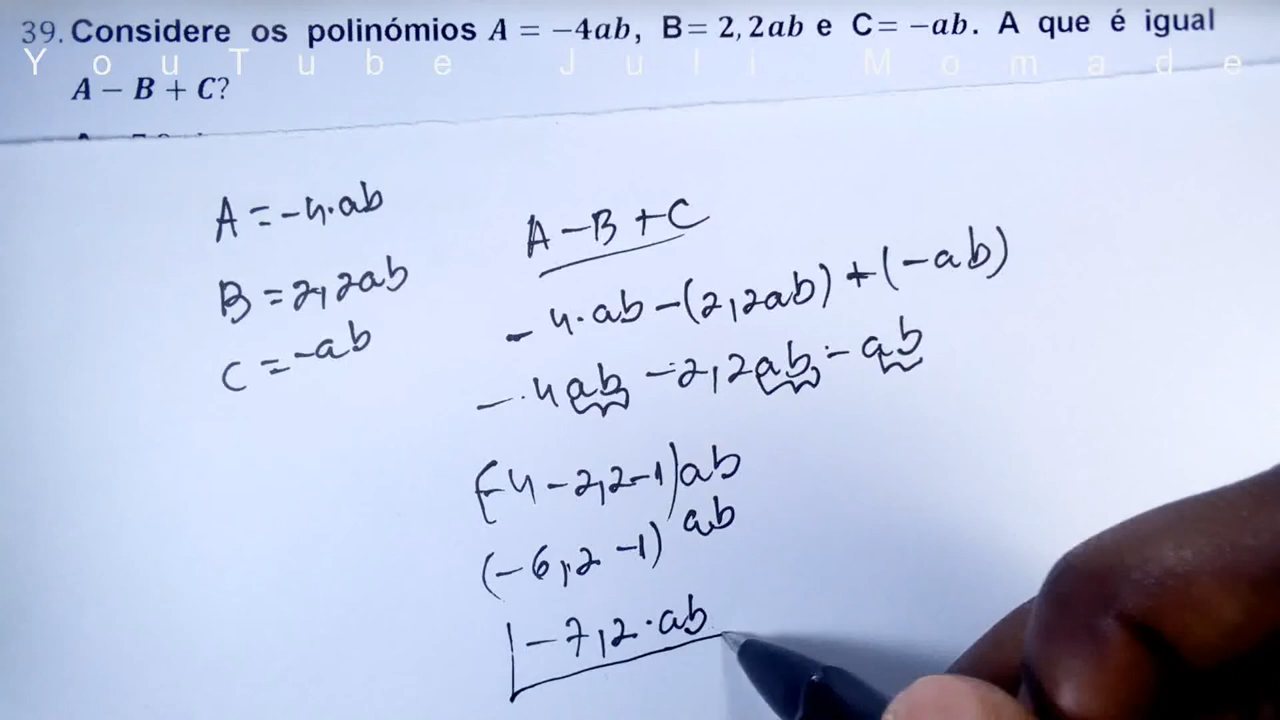 39. Considere os polinómios A = −4ab, B= 2,2ab e C= −ab. A que é igual
YouTube Juli Momade
A − B + C?
A = -4·ab
B = 2,2ab
C = -ab
A - B + C
- 4·ab - (2,2ab) + (-ab)
- 4ab - 2,2ab - ab
(-4 - 2,2 - 1)ab
(-6,2 - 1) ab
- 7,2·ab